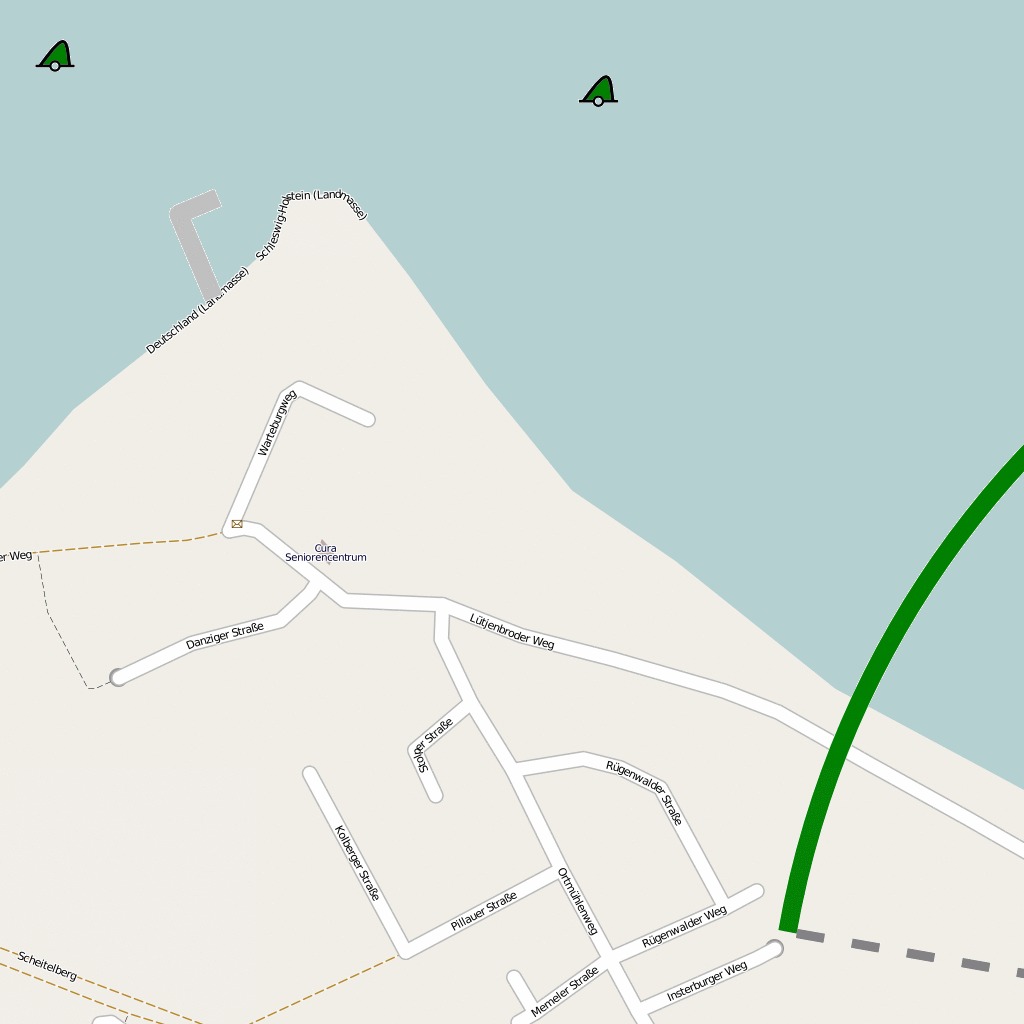 Schleswig-Holstein (Landmasse)
Deutschland (Landmasse)
Warteburgweg
Cura
Seniorencentrum
er Weg
Danziger Straße
Lütjenbroder Weg
Stolper Straße
Rügenwalder Straße
Kolberger Straße
Pillauer Straße
Ortmühlenweg
Rügenwalder Weg
Scheitelberg
Memeler Straße
Insterburger Weg